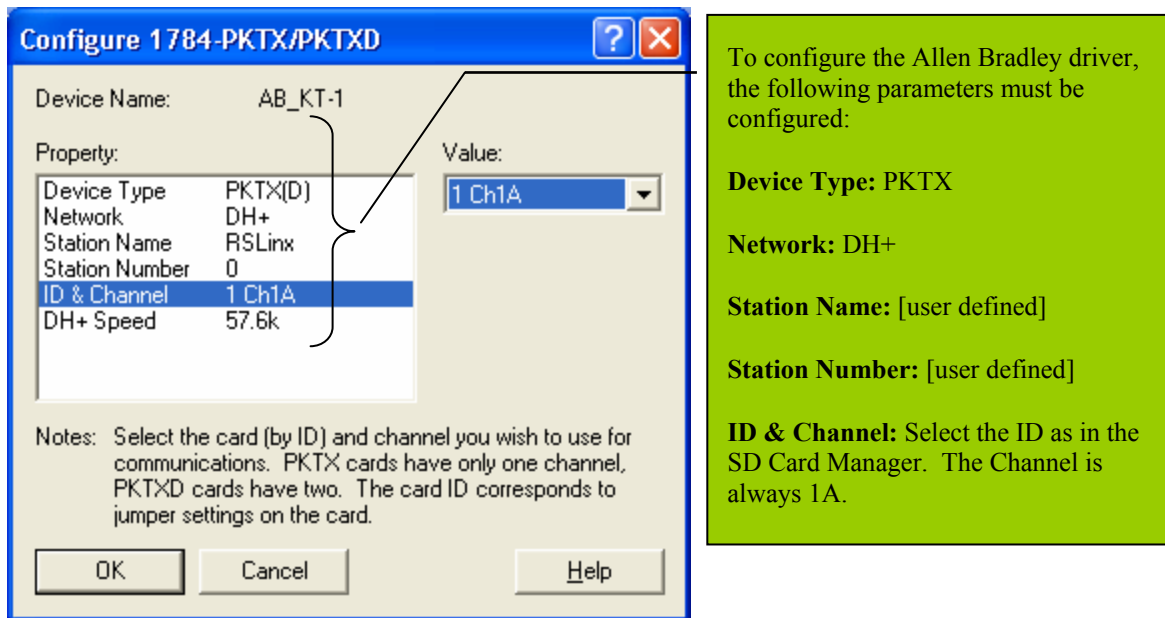 Configure 1784-PKTX/PKTXD
Device Name: AB_KT-1
Property:
Value:
Device Type PKTX(D)
Network DH+
Station Name RSLinx
Station Number 0
ID & Channel 1 Ch1A
DH+ Speed 57.6k
1 Ch1A
Notes: Select the card (by ID) and channel you wish to use for
communications. PKTX cards have only one channel,
PKTXD cards have two. The card ID corresponds to
jumper settings on the card.
OK
Cancel
Help
To configure the Allen Bradley driver,
the following parameters must be
configured:
Device Type: PKTX
Network: DH+
Station Name: [user defined]
Station Number: [user defined]
ID & Channel: Select the ID as in the
SD Card Manager. The Channel is
always 1A.